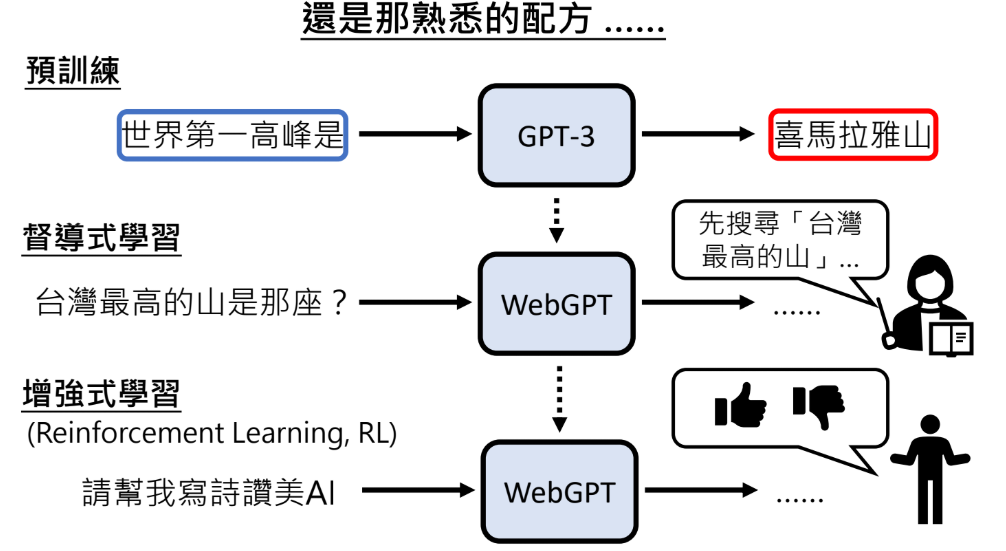 還是那熟悉的配方 ......
預訓練
世界第一高峰是
GPT-3
喜馬拉雅山
督導式學習
先搜尋「台灣
最高的山」...
台灣最高的山是那座？
WebGPT
......
增強式學習
(Reinforcement Learning, RL)
請幫我寫詩讚美AI
WebGPT
......